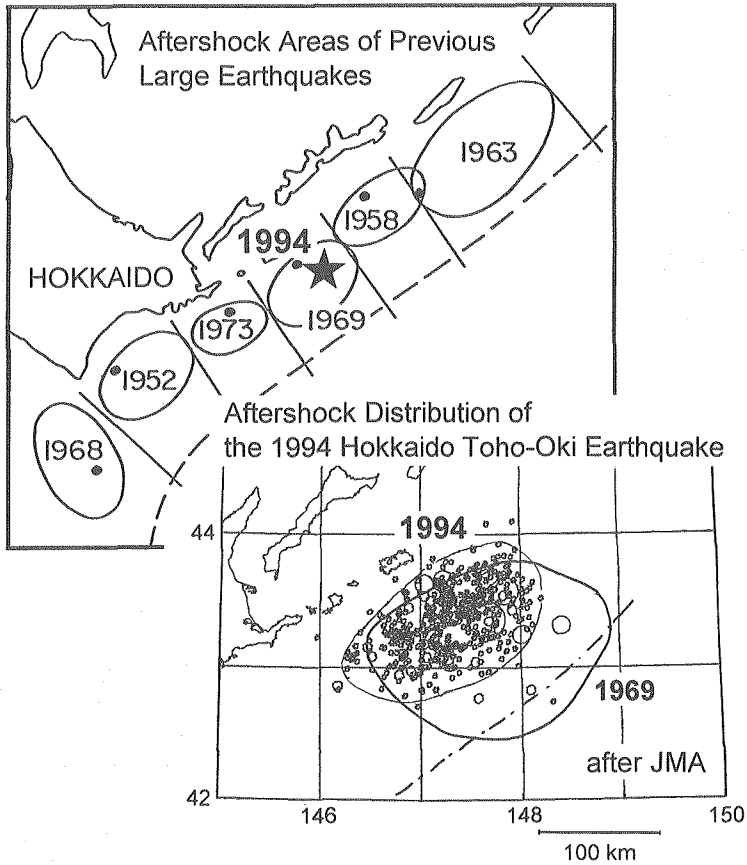 Aftershock Areas of Previous
Large Earthquakes
1963
1958
1994
HOKKAIDO
1969
1973
1952
1968
Aftershock Distribution of
the 1994 Hokkaido Toho-Oki Earthquake
44
1994
1969
after JMA
42
146
148
150
100 km